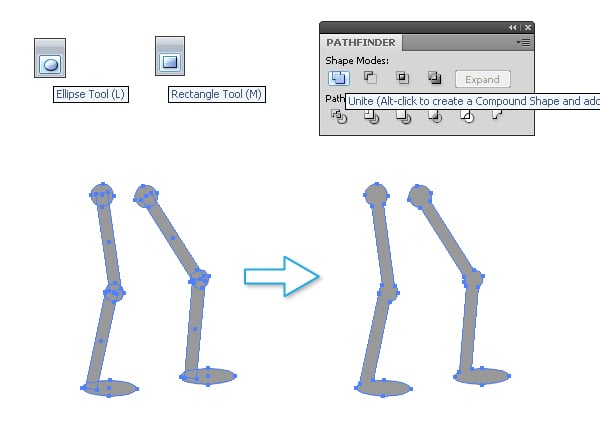 PATHFINDER
Shape Modes:
Expand
Ellipse Tool (L)
Rectangle Tool (M)
Unite (Alt-click to create a Compound Shape and add